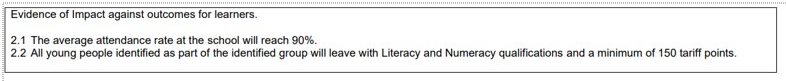 Evidence of Impact against outcomes for learners.
2.1 The average attendance rate at the school will reach 90%.
2.2 All young people identified as part of the identified group will leave with Literacy and Numeracy qualifications and a minimum of 150 tariff points.